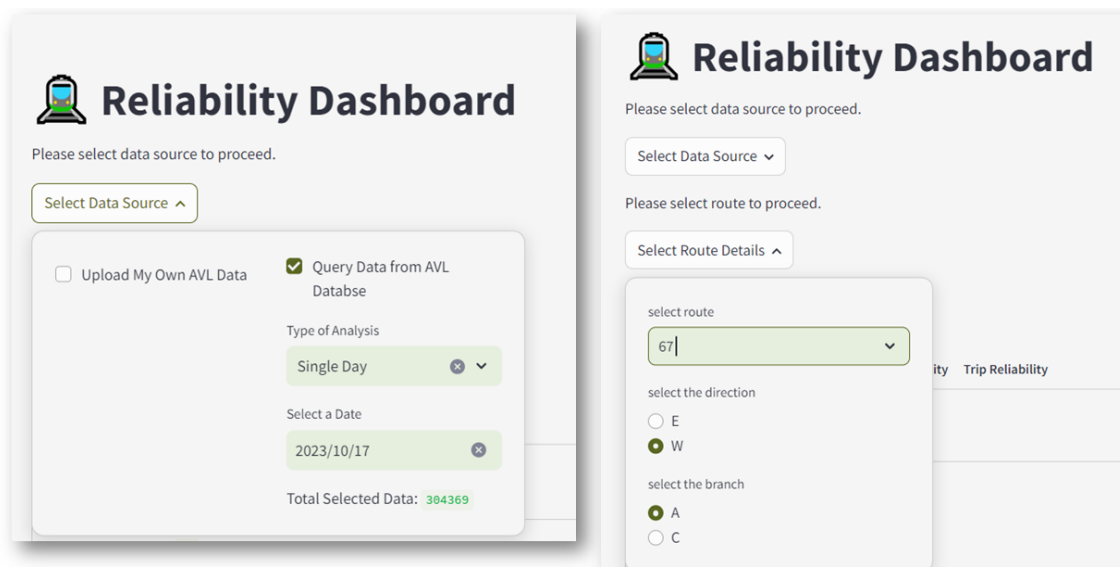 Reliability Dashboard
Please select data source to proceed.
Select Data Source
Upload My Own AVL Data
Query Data from AVL
Databse
Type of Analysis
Single Day
Select a Date
2023/10/17
Total Selected Data: 304369
Reliability Dashboard
Please select data source to proceed.
Select Data Source
Please select route to proceed.
Select Route Details
select route
67
ity Trip Reliability
select the direction
E
W
select the branch
A
C